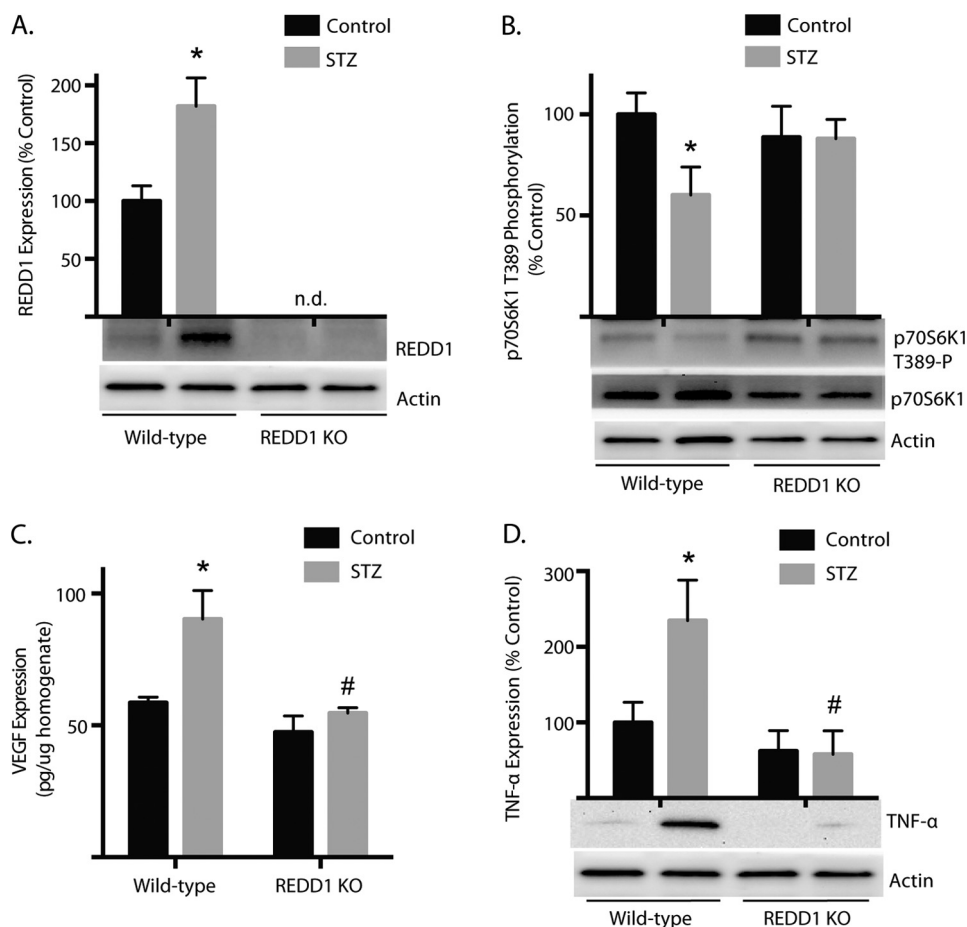 A.
Control
STZ
REDD1 Expression (% Control)
200
150
100
50
*
n.d.
REDD1
Actin
Wild-type
REDD1 KO
B.
Control
STZ
p70S6K1 T389 Phosphorylation
(% Control)
100
50
*
p70S6K1
T389-P
p70S6K1
Actin
Wild-type
REDD1 KO
C.
Control
STZ
VEGF Expression
(pg/ug homogenate)
100
50
*
#
Wild-type
REDD1 KO
D.
Control
STZ
TNF-α Expression (% Control)
300
200
100
*
#
TNF-α
Actin
Wild-type
REDD1 KO